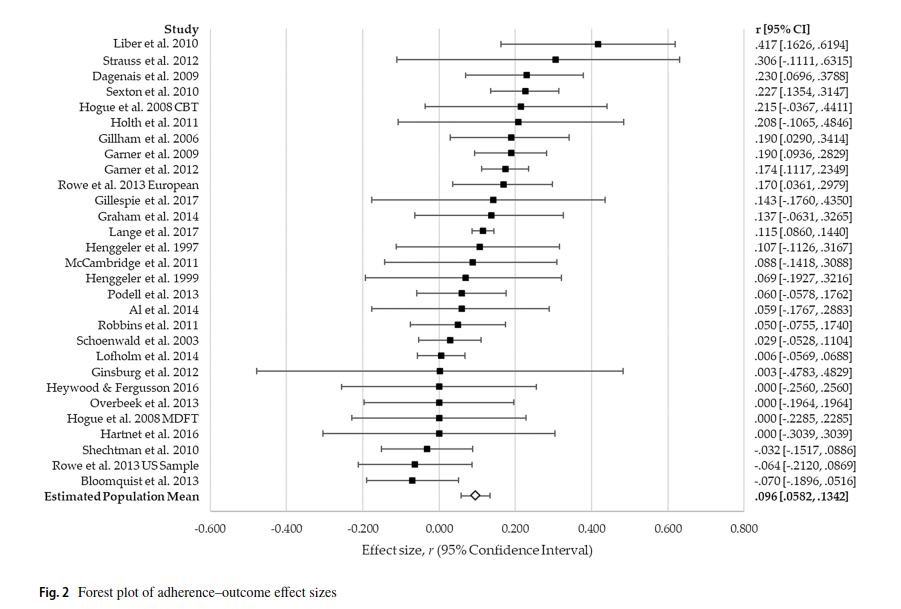 Study r [95% CI]
Liber et al. 2010 .417 [.1626, .6194]
Strauss et al. 2012 .306 [-.1111, .6315]
Dagenais et al. 2009 .230 [.0696, .3788]
Sexton et al. 2010 .227 [.1354, .3147]
Hogue et al. 2008 CBT .215 [-.0367, .4411]
Holth et al. 2011 .208 [-.1065, .4846]
Gillham et al. 2006 .190 [.0290, .3414]
Garner et al. 2009 .190 [.0936, .2829]
Garner et al. 2012 .174 [.1117, .2349]
Rowe et al. 2013 European .170 [.0361, .2979]
Gillespie et al. 2017 .143 [-.1760, .4350]
Graham et al. 2014 .137 [-.0631, .3265]
Lange et al. 2017 .115 [.0860, .1440]
Henggeler et al. 1997 .107 [-.1126, .3167]
McCambridge et al. 2011 .088 [-.1418, .3088]
Henggeler et al. 1999 .069 [-.1927, .3216]
Podell et al. 2013 .060 [-.0578, .1762]
Al et al. 2014 .059 [-.1767, .2883]
Robbins et al. 2011 .050 [-.0755, .1740]
Schoenwald et al. 2003 .029 [-.0528, .1104]
Lofholm et al. 2014 .006 [-.0569, .0688]
Ginsburg et al. 2012 .003 [-.4783, .4829]
Heywood & Fergusson 2016 .000 [-.2560, .2560]
Overbeek et al. 2013 .000 [-.1964, .1964]
Hogue et al. 2008 MDFT .000 [-.2285, .2285]
Hartnet et al. 2016 .000 [-.3039, .3039]
Shechtman et al. 2010 -.032 [-.1517, .0886]
Rowe et al. 2013 US Sample -.064 [-.2120, .0869]
Bloomquist et al. 2013 -.070 [-.1896, .0516]
Estimated Population Mean .096 [.0582, .1342]
-0.600 -0.400 -0.200 0.000 0.200 0.400 0.600 0.800
Effect size, r (95% Confidence Interval)
Fig. 2 Forest plot of adherence–outcome effect sizes